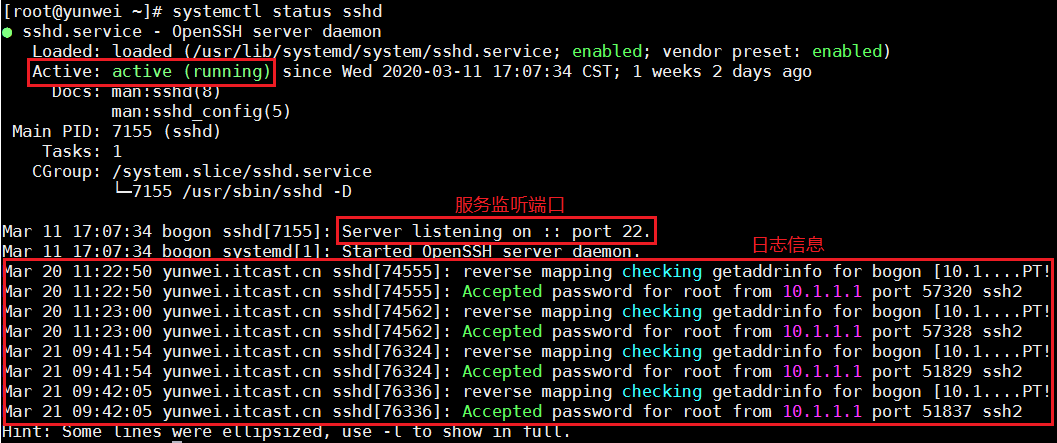 [root@yunwei ~]# systemctl status sshd
● sshd.service - OpenSSH server daemon
Loaded: loaded (/usr/lib/systemd/system/sshd.service; enabled; vendor preset: enabled)
Active: active (running) since Wed 2020-03-11 17:07:34 CST; 1 weeks 2 days ago
Docs: man:sshd(8)
man:sshd_config(5)
Main PID: 7155 (sshd)
Tasks: 1
CGroup: /system.slice/sshd.service
└─7155 /usr/sbin/sshd -D
服务监听端口
Mar 11 17:07:34 bogon sshd[7155]: Server listening on :: port 22.
日志信息
Mar 11 17:07:34 bogon systemd[1]: Started OpenSSH server daemon.
Mar 20 11:22:50 yunwei.itcast.cn sshd[74555]: reverse mapping checking getaddrinfo for bogon [10.1....PT!
Mar 20 11:22:50 yunwei.itcast.cn sshd[74555]: Accepted password for root from 10.1.1.1 port 57320 ssh2
Mar 20 11:23:00 yunwei.itcast.cn sshd[74562]: reverse mapping checking getaddrinfo for bogon [10.1....PT!
Mar 20 11:23:00 yunwei.itcast.cn sshd[74562]: Accepted password for root from 10.1.1.1 port 57328 ssh2
Mar 21 09:41:54 yunwei.itcast.cn sshd[76324]: reverse mapping checking getaddrinfo for bogon [10.1....PT!
Mar 21 09:41:54 yunwei.itcast.cn sshd[76324]: Accepted password for root from 10.1.1.1 port 51829 ssh2
Mar 21 09:42:05 yunwei.itcast.cn sshd[76336]: reverse mapping checking getaddrinfo for bogon [10.1....PT!
Mar 21 09:42:05 yunwei.itcast.cn sshd[76336]: Accepted password for root from 10.1.1.1 port 51837 ssh2
Hint: Some lines were ellipsized, use -l to show in full.